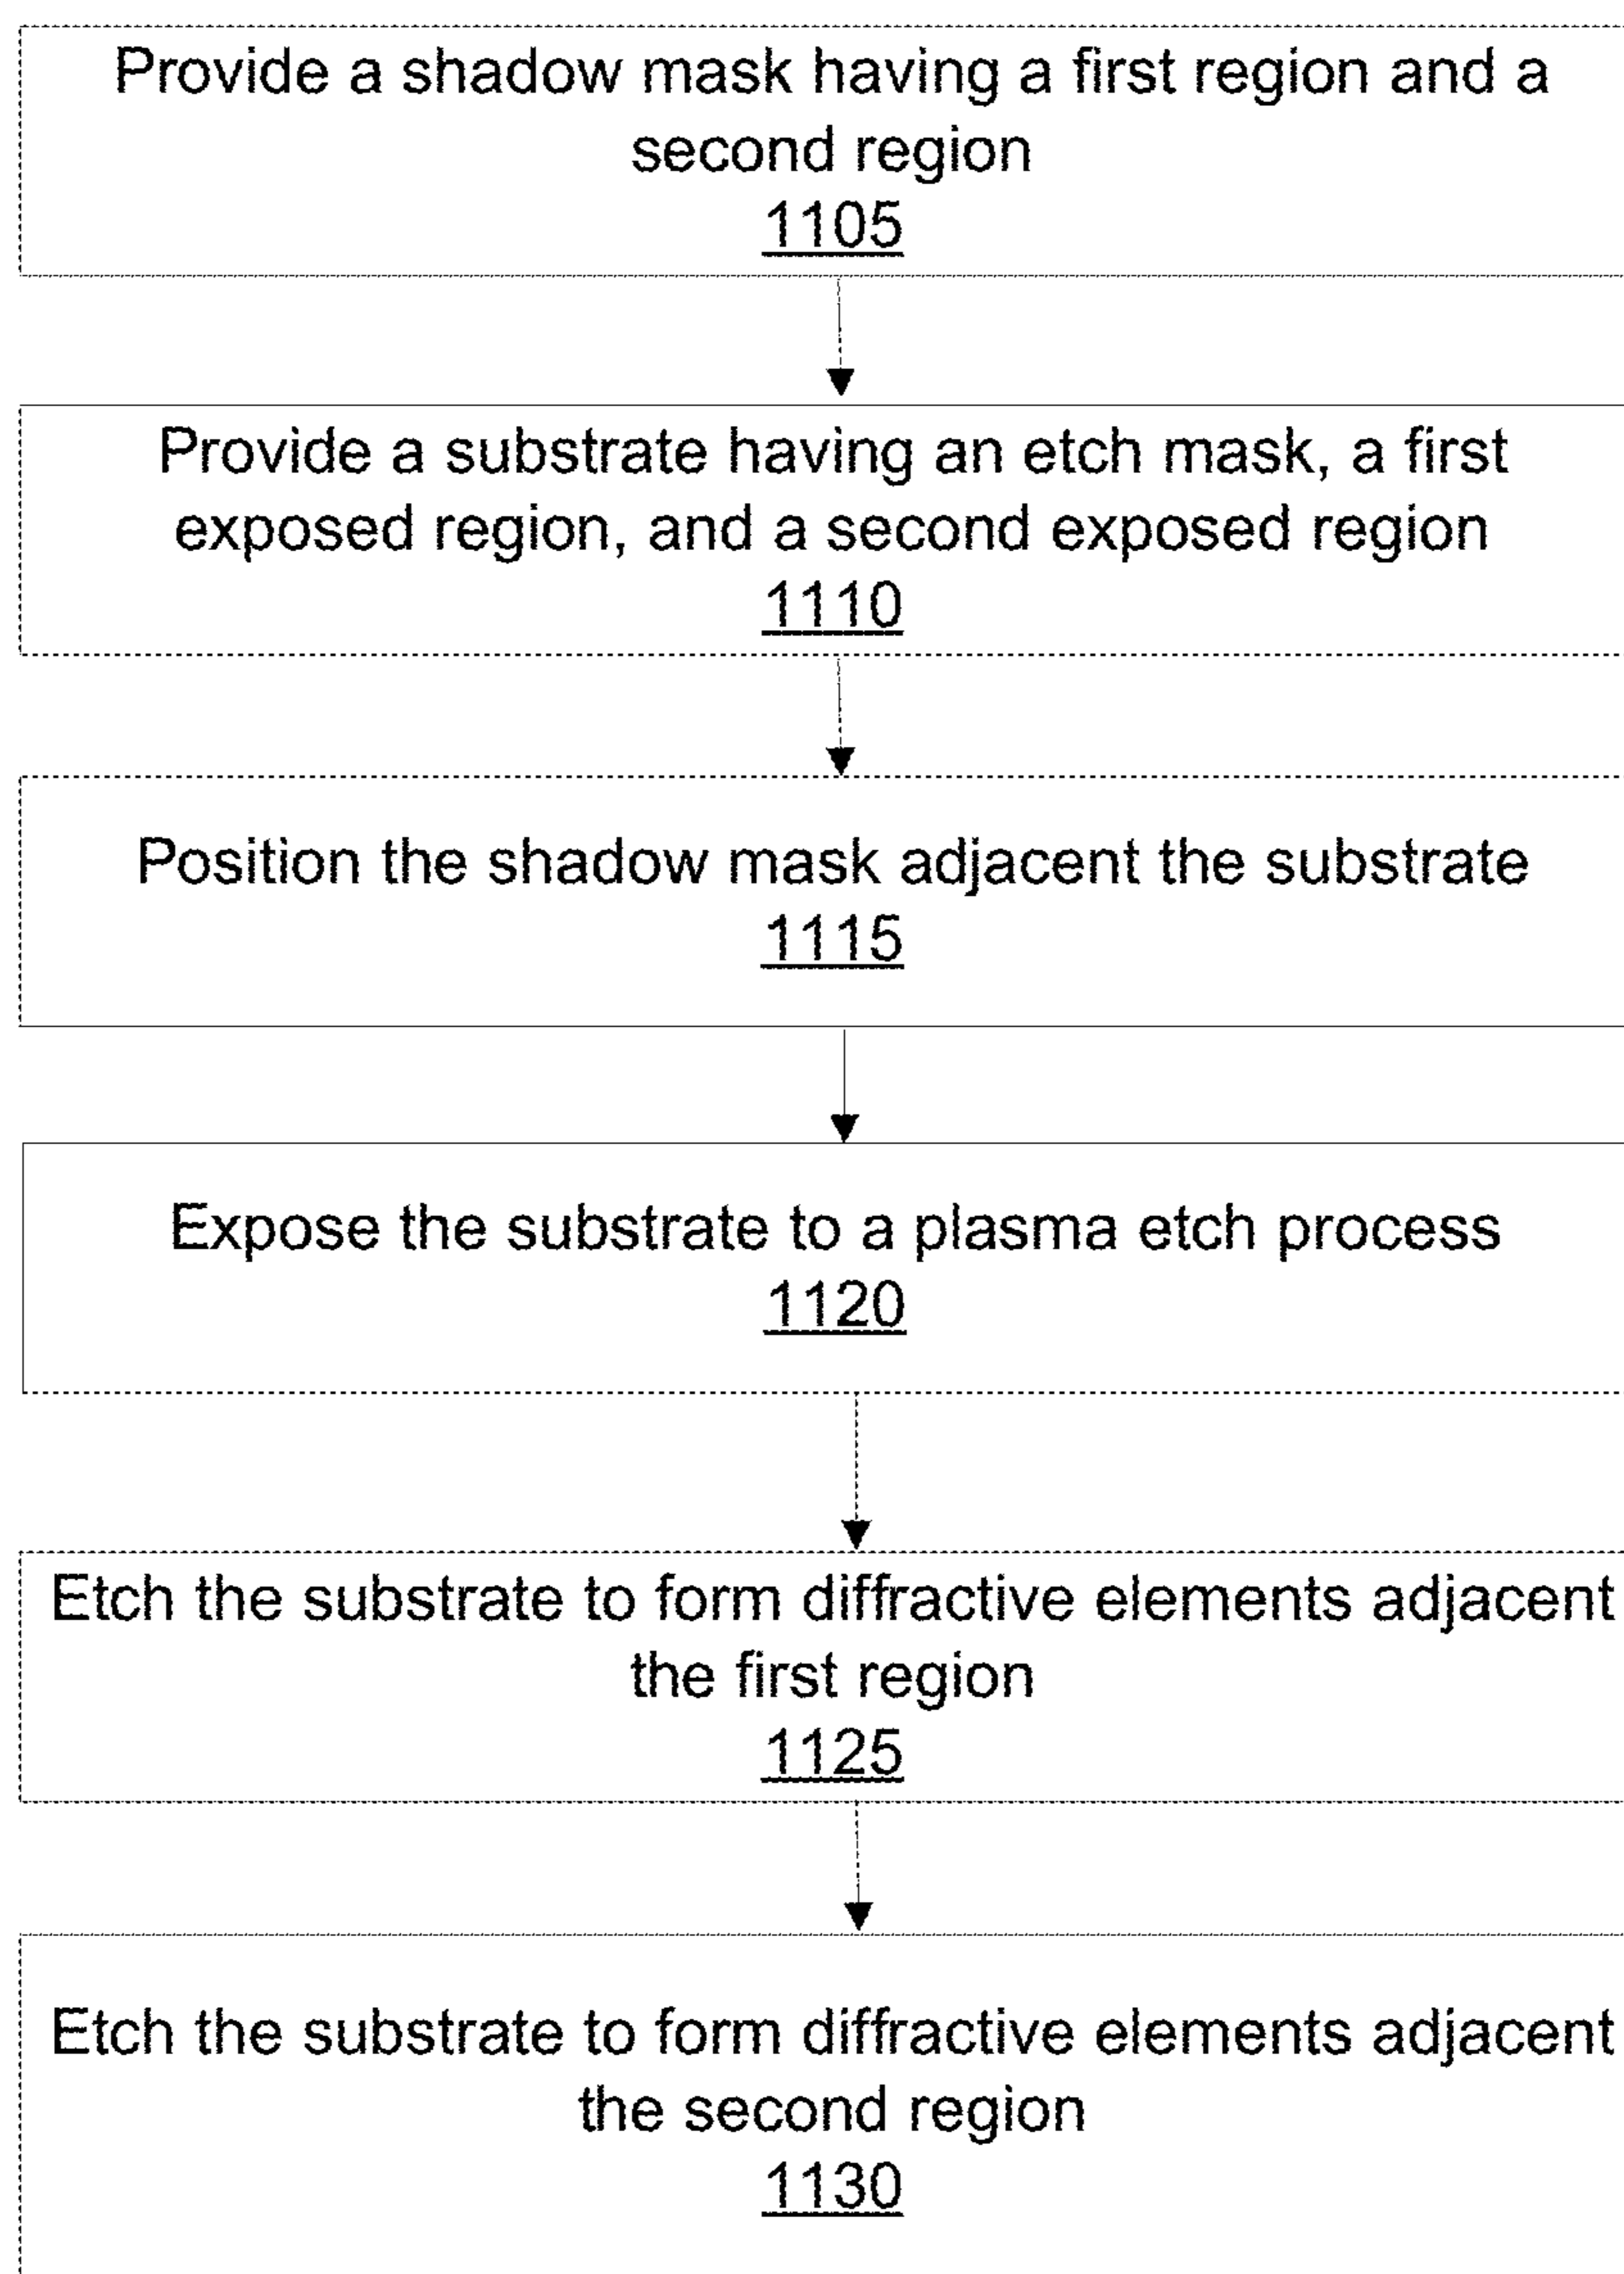 Provide a shadow mask having a first region and a
second region
1105
Provide a substrate having an etch mask, a first
exposed region, and a second exposed region
1110
Position the shadow mask adjacent the substrate
1115
Expose the substrate to a plasma etch process
1120
Etch the substrate to form diffractive elements adjacent
the first region
1125
Etch the substrate to form diffractive elements adjacent
the second region
1130